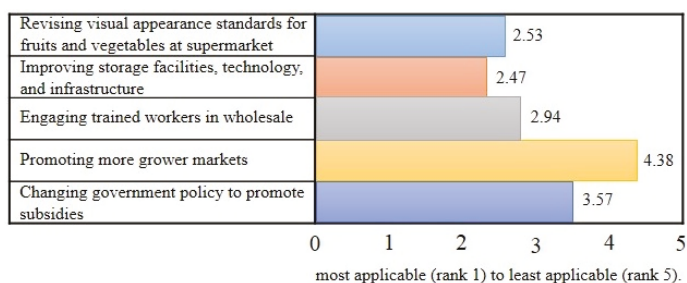 Revising visual appearance standards for
fruits and vegetables at supermarket
2.53
Improving storage facilities, technology,
and infrastructure
2.47
Engaging trained workers in wholesale
2.94
Promoting more grower markets
4.38
Changing government policy to promote
subsidies
3.57
0 1 2 3 4 5
most applicable (rank 1) to least applicable (rank 5).